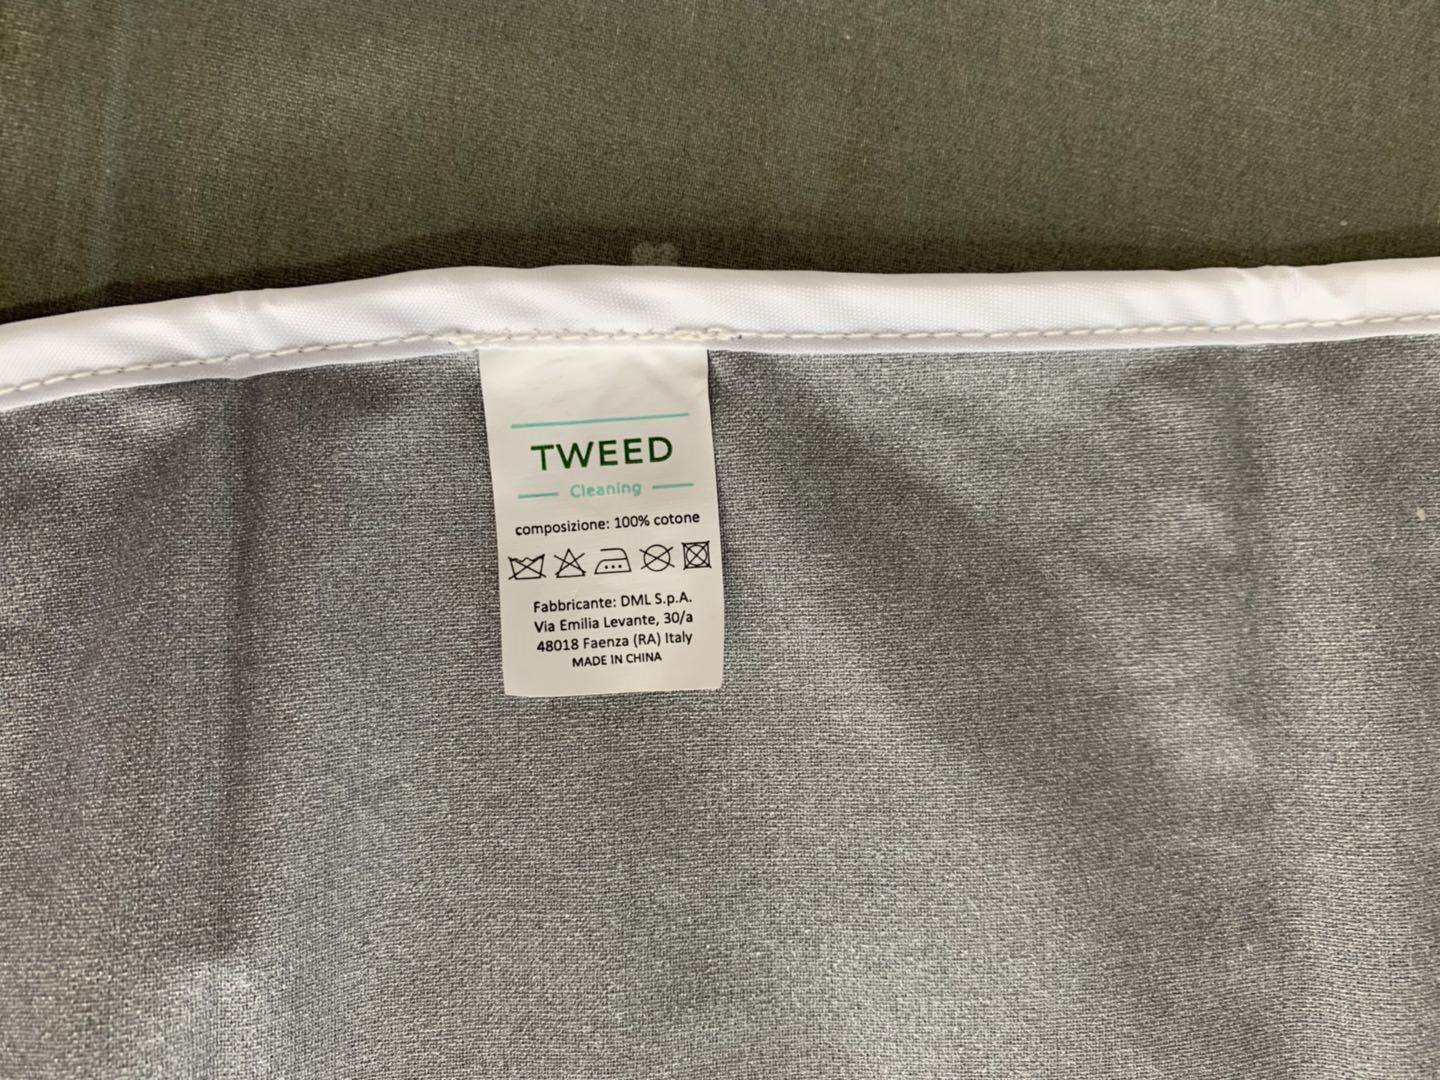 TWEED
Cleaning
composizione: 100% cotone
Fabbricante: DML S.p.A.
Via Emilia Levante, 30/a
48018 Faenza (RA) Italy
MADE IN CHINA